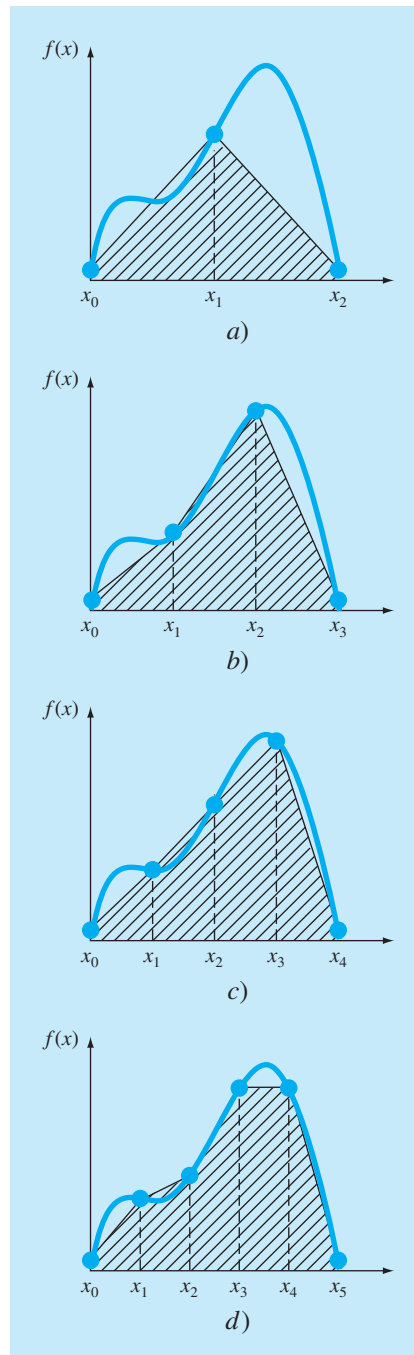 f(x)
x₀ x₁ x₂
a)
f(x)
x₀ x₁ x₂ x₃
b)
f(x)
x₀ x₁ x₂ x₃ x₄
c)
f(x)
x₀ x₁ x₂ x₃ x₄ x₅
d)